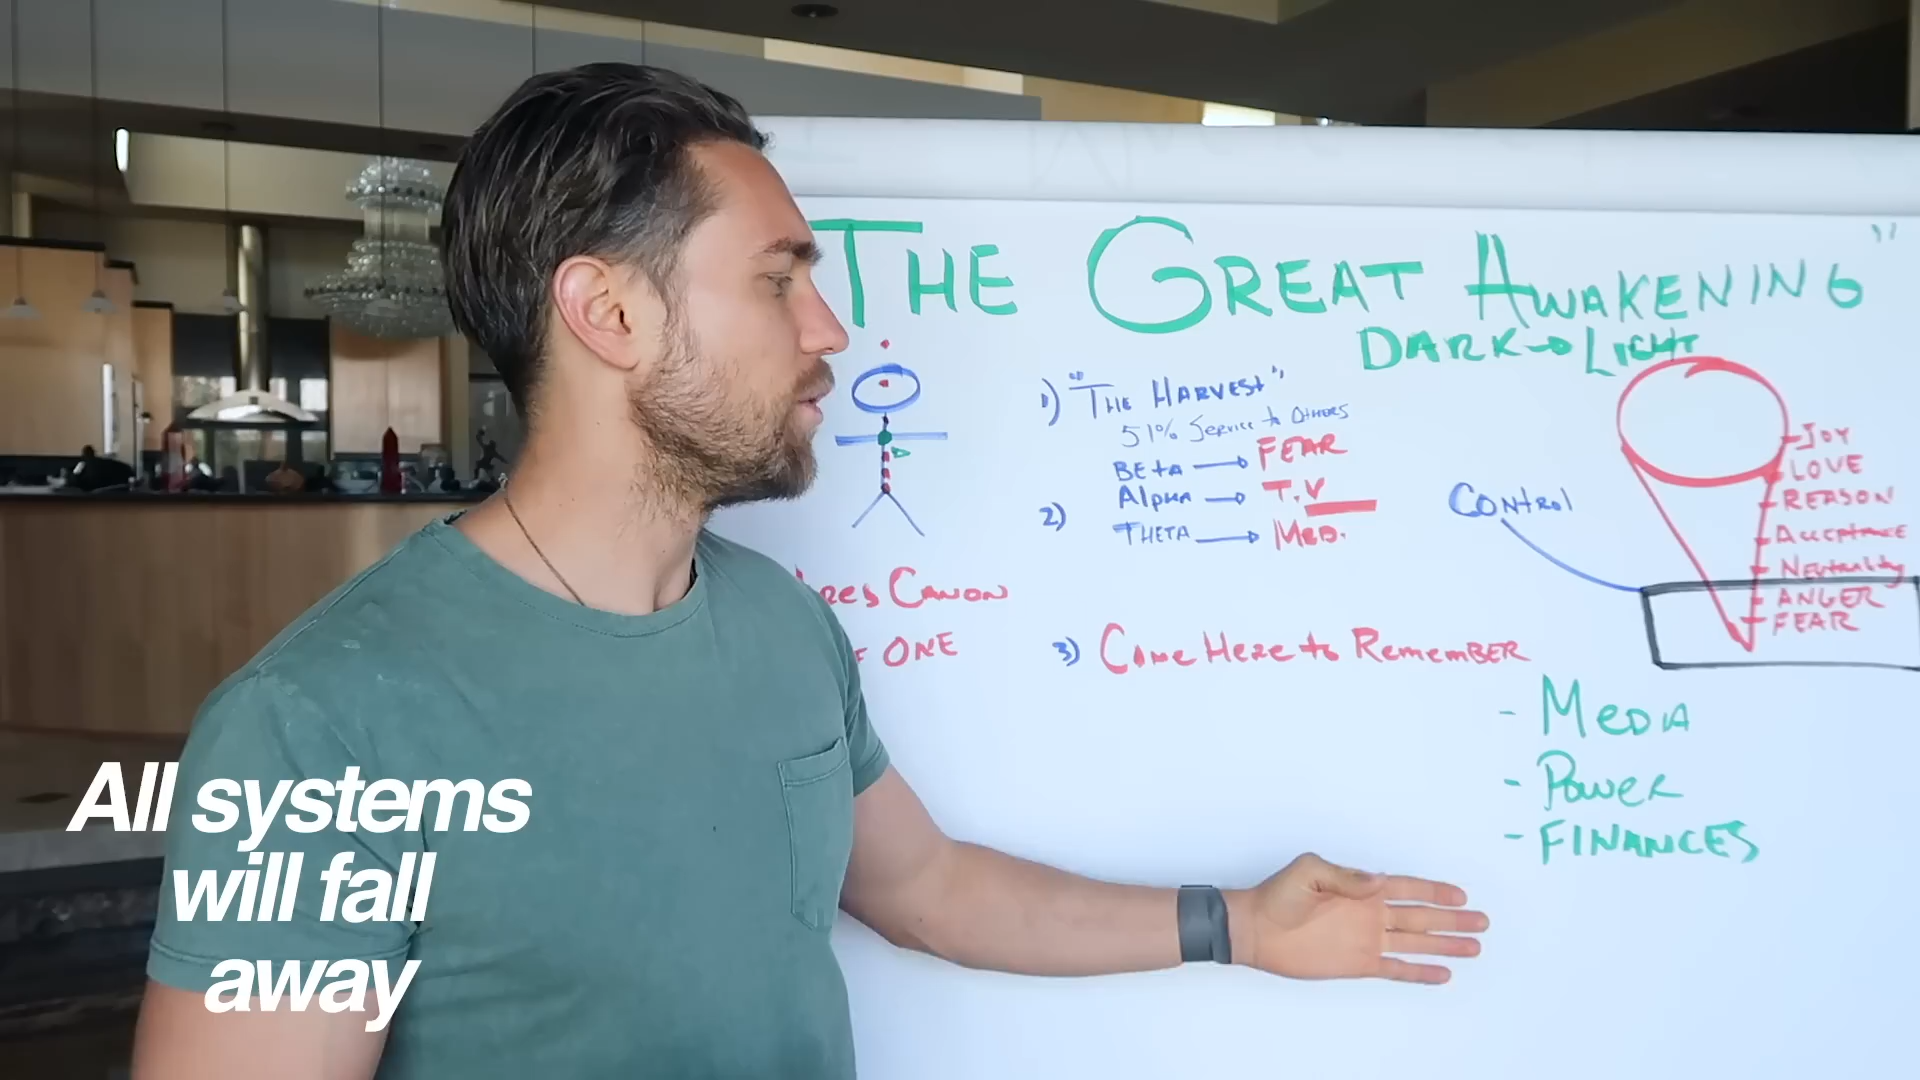 THE GREAT AWAKENING"
DARK → LIGHT
1) "THE HARVEST"
51% SERVICE to OTHERS
BETA → FEAR
2) ALPHA → T.V
THETA → MED.
CONTROL
JOY
LOVE
REASON
ACCEPTANCE
NEUTRALITY
ANGER
FEAR
CANON
ONE
3) Come Here to Remember
- MEDIA
- Power
- FINANCES
All systems
will fall
away